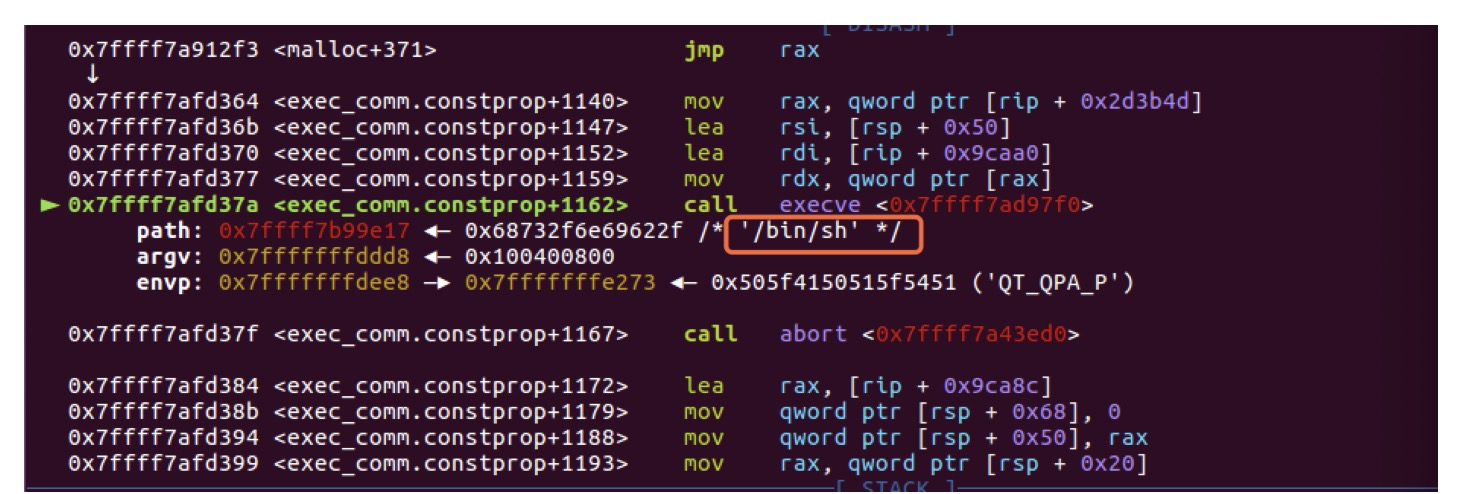 [ DISASM ]
0x7ffff7a912f3 <malloc+371> jmp rax
↓
0x7ffff7afd364 <exec_comm.constprop+1140> mov rax, qword ptr [rip + 0x2d3b4d]
0x7ffff7afd36b <exec_comm.constprop+1147> lea rsi, [rsp + 0x50]
0x7ffff7afd370 <exec_comm.constprop+1152> lea rdi, [rip + 0x9caa0]
0x7ffff7afd377 <exec_comm.constprop+1159> mov rdx, qword ptr [rax]
► 0x7ffff7afd37a <exec_comm.constprop+1162> call execve <0x7ffff7ad97f0>
path: 0x7ffff7b99e17 ◄— 0x68732f6e69622f /* '/bin/sh' */
argv: 0x7fffffffddd8 ◄— 0x100400800
envp: 0x7fffffffdee8 —► 0x7fffffffe273 ◄— 0x505f4150515f5451 ('QT_QPA_P')
0x7ffff7afd37f <exec_comm.constprop+1167> call abort <0x7ffff7a43ed0>
0x7ffff7afd384 <exec_comm.constprop+1172> lea rax, [rip + 0x9ca8c]
0x7ffff7afd38b <exec_comm.constprop+1179> mov qword ptr [rsp + 0x68], 0
0x7ffff7afd394 <exec_comm.constprop+1188> mov qword ptr [rsp + 0x50], rax
0x7ffff7afd399 <exec_comm.constprop+1193> mov rax, qword ptr [rsp + 0x20]
[ STACK ]